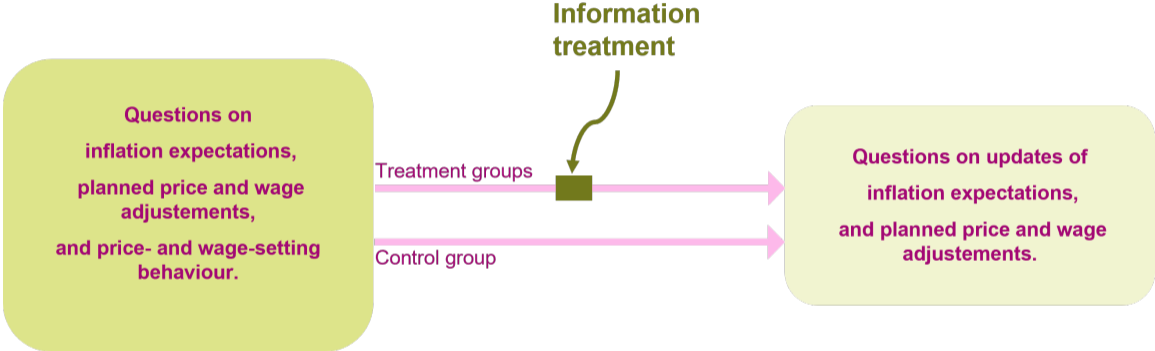 Information
treatment
Questions on
inflation expectations,
planned price and wage
adjustements,
and price- and wage-setting
behaviour.
Treatment groups
Control group
Questions on updates of
inflation expectations,
and planned price and wage
adjustements.